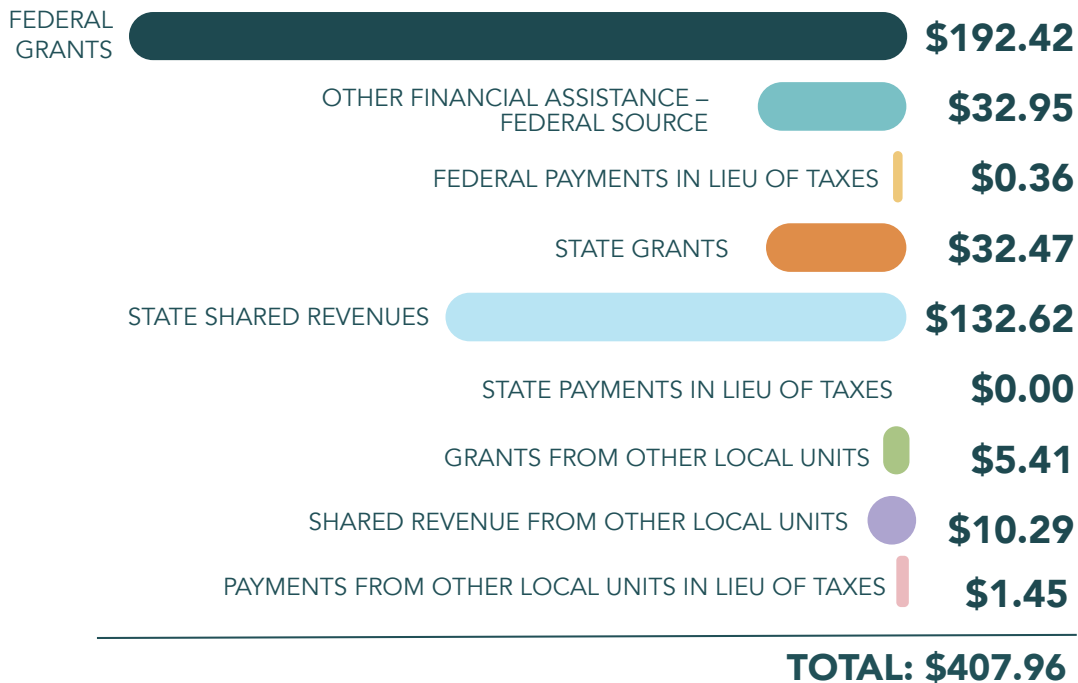 FEDERAL
GRANTS
$192.42
OTHER FINANCIAL ASSISTANCE –
FEDERAL SOURCE
$32.95
FEDERAL PAYMENTS IN LIEU OF TAXES
$0.36
STATE GRANTS
$32.47
STATE SHARED REVENUES
$132.62
STATE PAYMENTS IN LIEU OF TAXES
$0.00
GRANTS FROM OTHER LOCAL UNITS
$5.41
SHARED REVENUE FROM OTHER LOCAL UNITS
$10.29
PAYMENTS FROM OTHER LOCAL UNITS IN LIEU OF TAXES
$1.45
TOTAL: $407.96